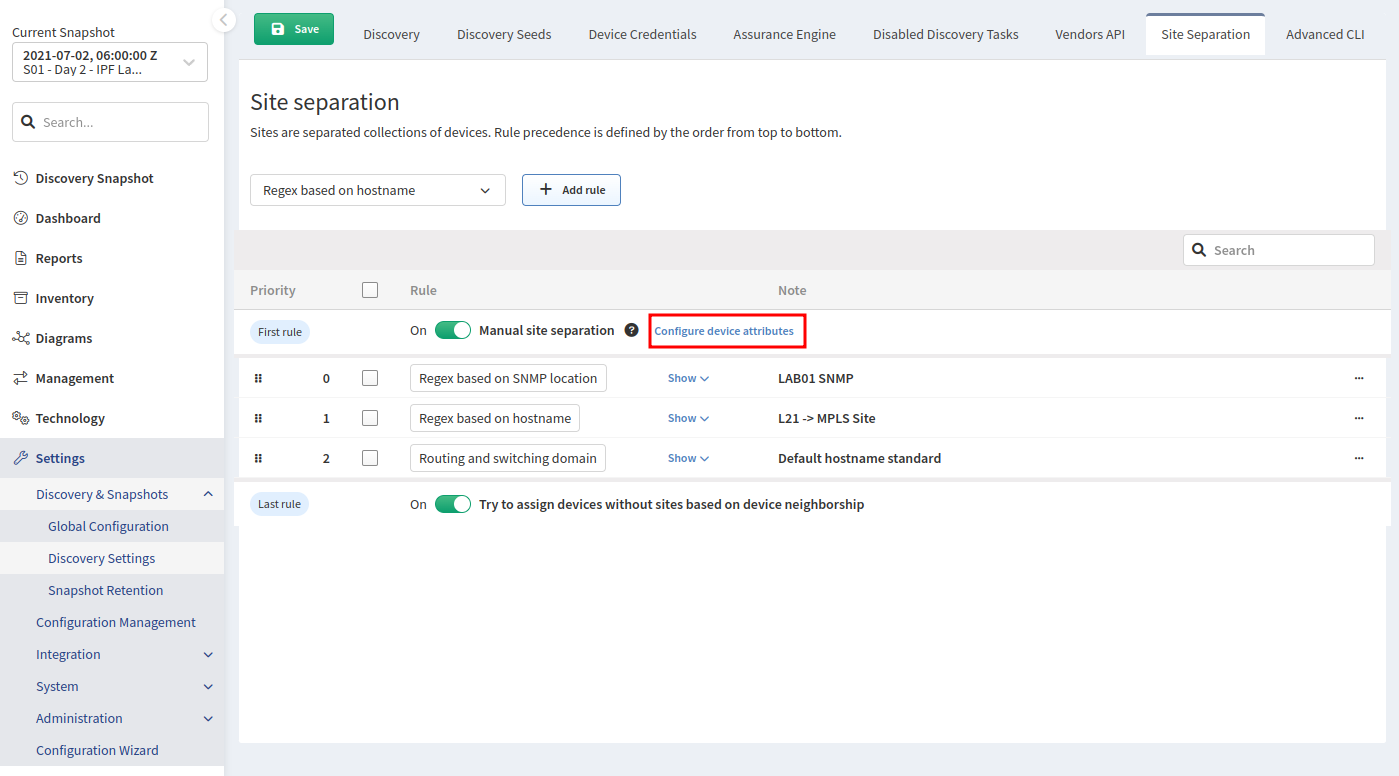 Current Snapshot
2021-07-02, 06:00:00 Z
S01 - Day 2 - IPF La...
Search...
Discovery Snapshot
Dashboard
Reports
Inventory
Diagrams
Management
Technology
Settings
Discovery & Snapshots
Global Configuration
Discovery Settings
Snapshot Retention
Configuration Management
Integration
System
Administration
Configuration Wizard
Save
Discovery
Discovery Seeds
Device Credentials
Assurance Engine
Disabled Discovery Tasks
Vendors API
Site Separation
Advanced CLI
Site separation
Sites are separated collections of devices. Rule precedence is defined by the order from top to bottom.
Regex based on hostname
Add rule
Search
Priority Rule Note
First rule On Manual site separation ? Configure device attributes
0 Regex based on SNMP location Show LAB01 SNMP
1 Regex based on hostname Show L21 -> MPLS Site
2 Routing and switching domain Show Default hostname standard
Last rule On Try to assign devices without sites based on device neighborship